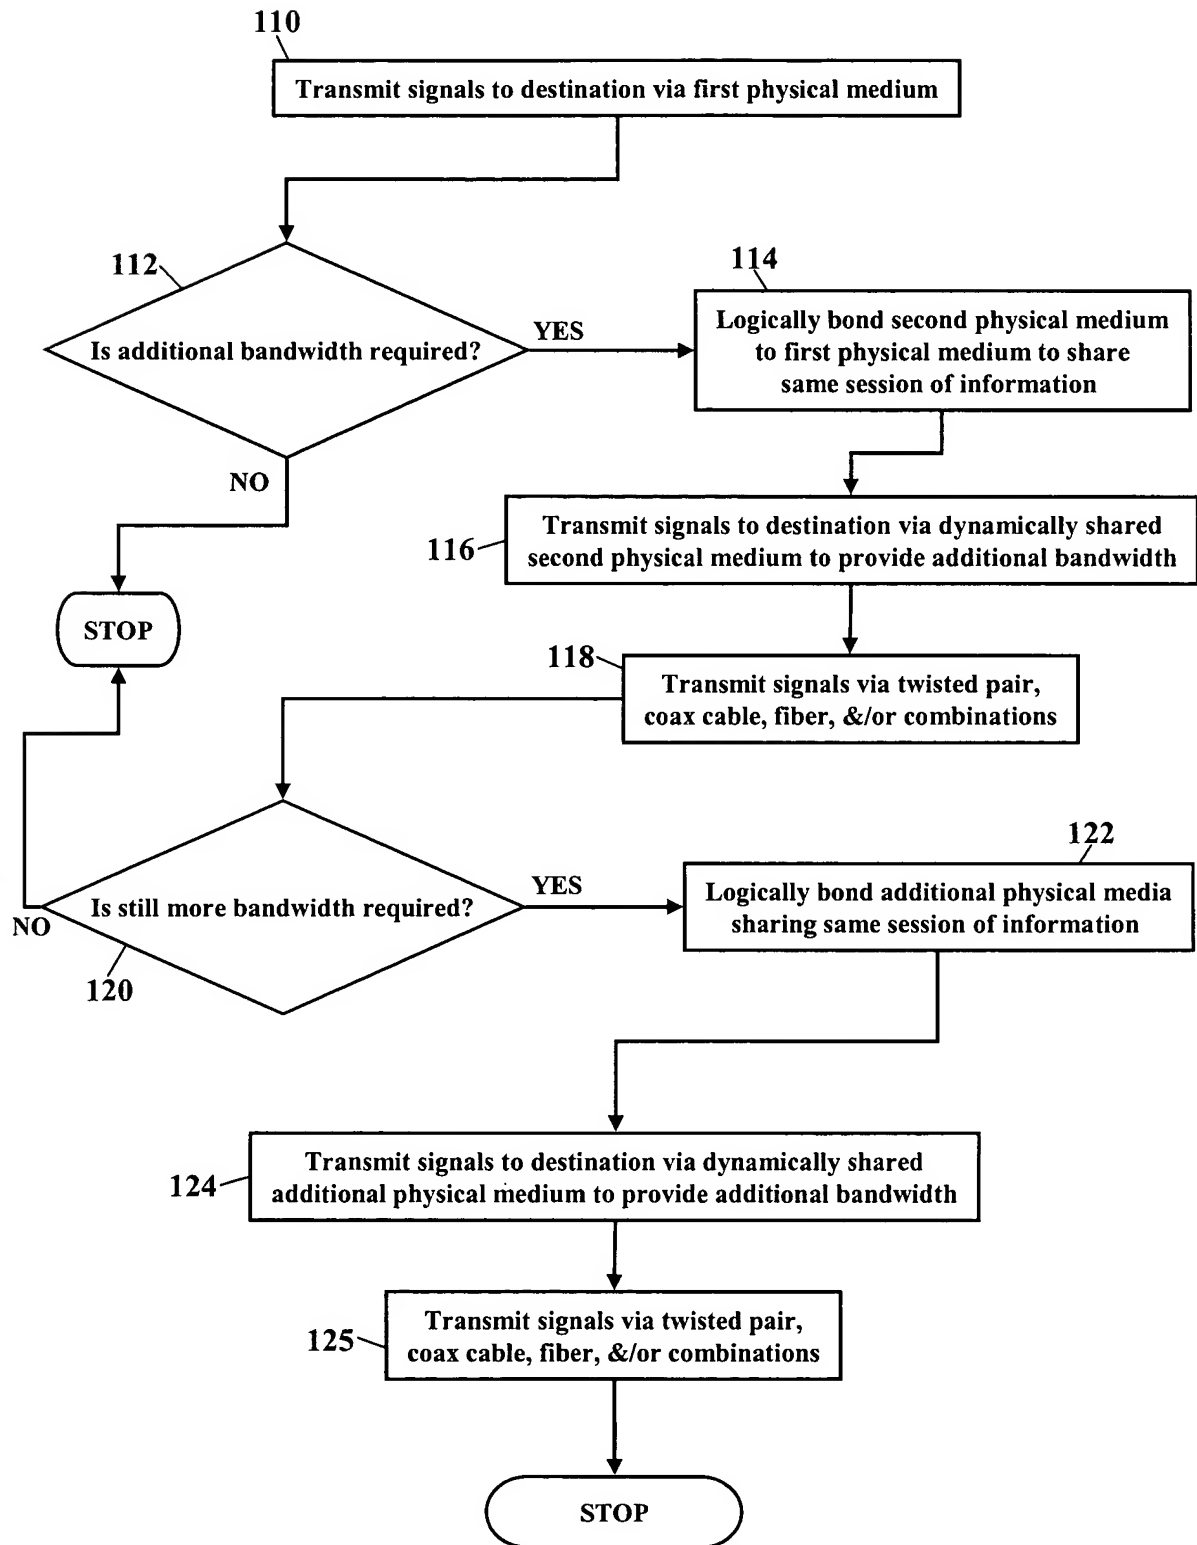 110
Transmit signals to destination via first physical medium
112
Is additional bandwidth required?
YES
NO
114
Logically bond second physical medium
to first physical medium to share
same session of information
116
Transmit signals to destination via dynamically shared
second physical medium to provide additional bandwidth
STOP
118
Transmit signals via twisted pair,
coax cable, fiber, &/or combinations
Is still more bandwidth required?
YES
NO
120
122
Logically bond additional physical media
sharing same session of information
124
Transmit signals to destination via dynamically shared
additional physical medium to provide additional bandwidth
125
Transmit signals via twisted pair,
coax cable, fiber, &/or combinations
STOP